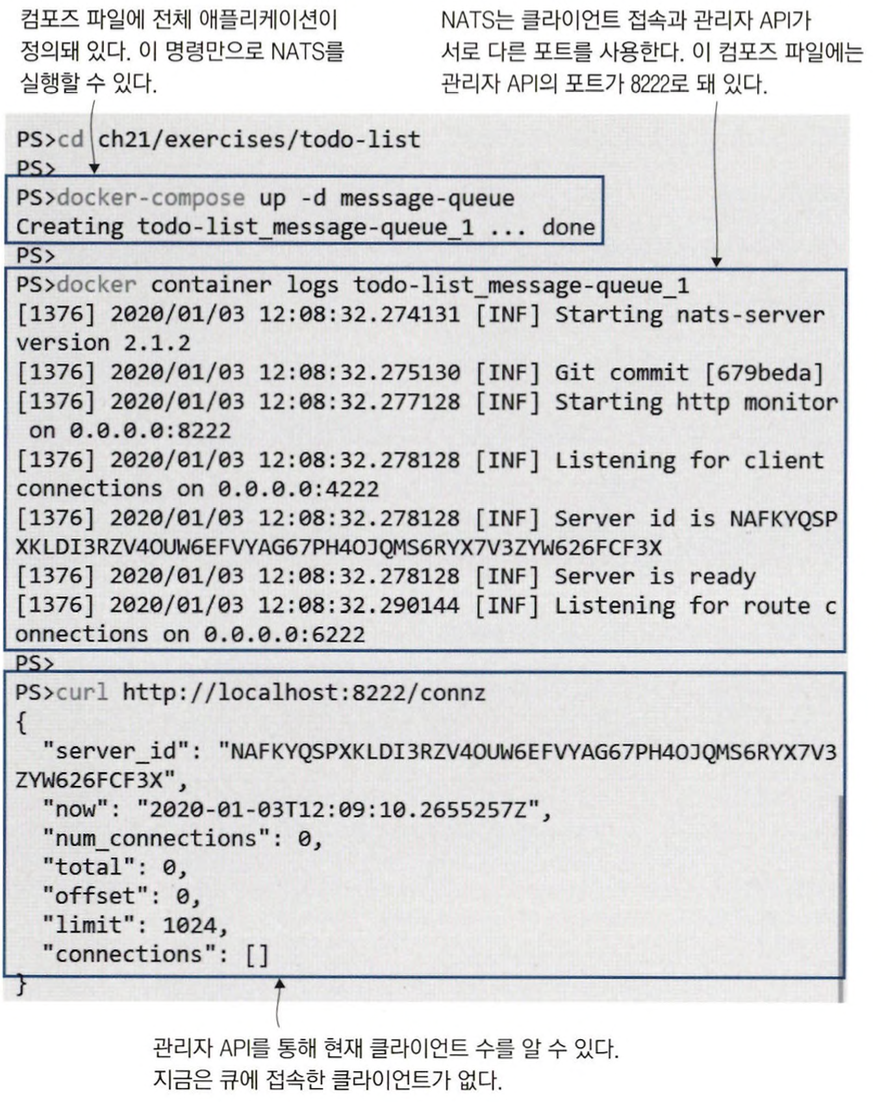 컴포즈 파일에 전체 애플리케이션이
정의돼 있다. 이 명령만으로 NATS를
실행할 수 있다.
NATS는 클라이언트 접속과 관리자 API가
서로 다른 포트를 사용한다. 이 컴포즈 파일에는
관리자 API의 포트가 8222로 돼 있다.
PS>cd ch21/exercises/todo-list
PS>
PS>docker-compose up -d message-queue
Creating todo-list_message-queue_1 ... done
PS>
PS>docker container logs todo-list_message-queue_1
[1376] 2020/01/03 12:08:32.274131 [INF] Starting nats-server
version 2.1.2
[1376] 2020/01/03 12:08:32.275130 [INF] Git commit [679beda]
[1376] 2020/01/03 12:08:32.277128 [INF] Starting http monitor
on 0.0.0.0:8222
[1376] 2020/01/03 12:08:32.278128 [INF] Listening for client
connections on 0.0.0.0:4222
[1376] 2020/01/03 12:08:32.278128 [INF] Server id is NAFKYQSP
XKLDI3RZV4OUW6EFVYAG67PH4OJQMS6RYX7V3ZYW626FCF3X
[1376] 2020/01/03 12:08:32.278128 [INF] Server is ready
[1376] 2020/01/03 12:08:32.290144 [INF] Listening for route c
onnections on 0.0.0.0:6222
PS>
PS>curl http://localhost:8222/connz
{
"server_id": "NAFKYQSPXKLDI3RZV4OUW6EFVYAG67PH4OJQMS6RYX7V3
ZYW626FCF3X",
"now": "2020-01-03T12:09:10.2655257Z",
"num_connections": 0,
"total": 0,
"offset": 0,
"limit": 1024,
"connections": []
}
관리자 API를 통해 현재 클라이언트 수를 알 수 있다.
지금은 큐에 접속한 클라이언트가 없다.